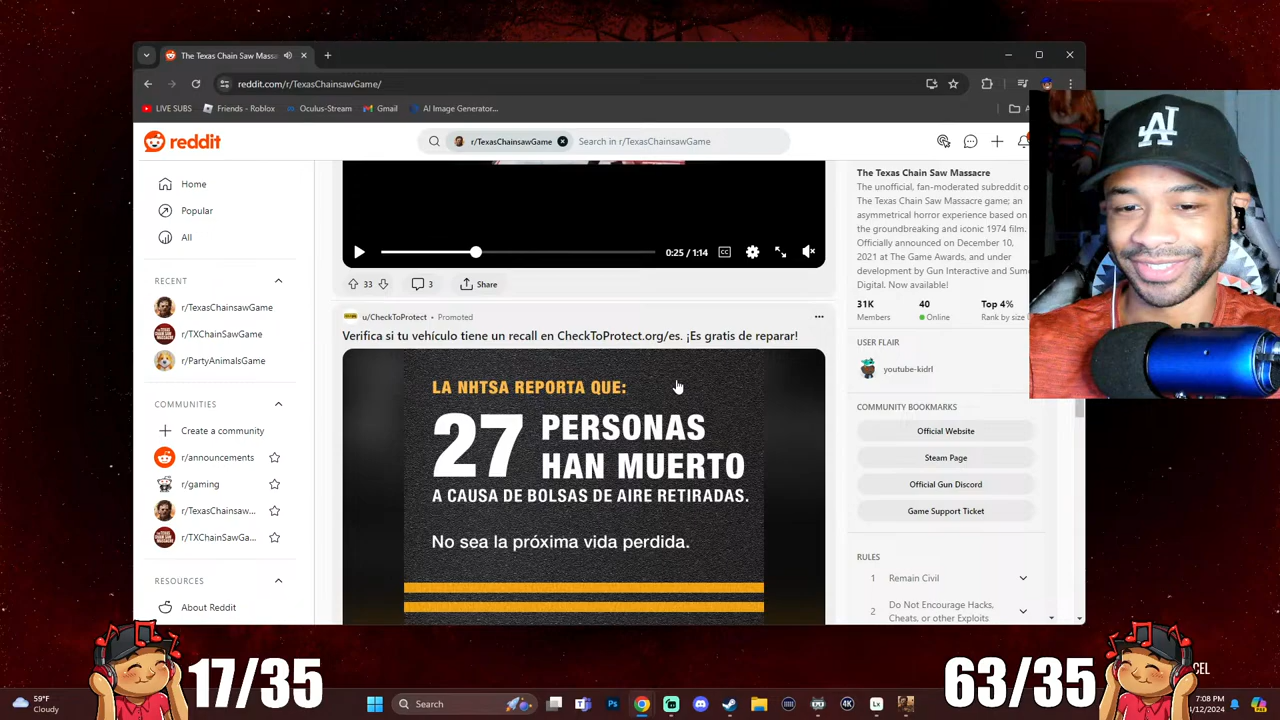 The Texas Chain Saw Massa
reddit.com/r/TexasChainsawGame/
LIVE SUBS
Friends - Roblox
Oculus-Stream
Gmail
AI Image Generator...
reddit
r/TexasChainsawGame
Search in r/TexasChainsawGame
Home
Popular
All
RECENT
r/TexasChainsawGame
r/TXChainSawGame
r/PartyAnimalsGame
COMMUNITIES
Create a community
r/announcements
r/gaming
r/TexasChainsaw...
r/TXChainSawGa...
RESOURCES
About Reddit
0:25 / 1:14
CC
33
3
Share
u/CheckToProtect • Promoted
Verifica si tu vehículo tiene un recall en CheckToProtect.org/es. ¡Es gratis de reparar!
LA NHTSA REPORTA QUE:
27 PERSONAS
HAN MUERTO
A CAUSA DE BOLSAS DE AIRE RETIRADAS.
No sea la próxima vida perdida.
The Texas Chain Saw Massacre
The unofficial, fan-moderated subreddit o
The Texas Chain Saw Massacre game; an
asymmetrical horror experience based on
the groundbreaking and iconic 1974 film.
Officially announced on December 10,
2021 at The Game Awards, and under
development by Gun Interactive and Sumo
Digital. Now available!
31K
Members
40
Online
Top 4%
Rank by size
USER FLAIR
youtube-kidrl
COMMUNITY BOOKMARKS
Official Website
Steam Page
Official Gun Discord
Game Support Ticket
RULES
1 Remain Civil
2 Do Not Encourage Hacks,
Cheats, or other Exploits
17/35
63/35
CEL
59°F
Cloudy
Search
7:08 PM
/12/2024